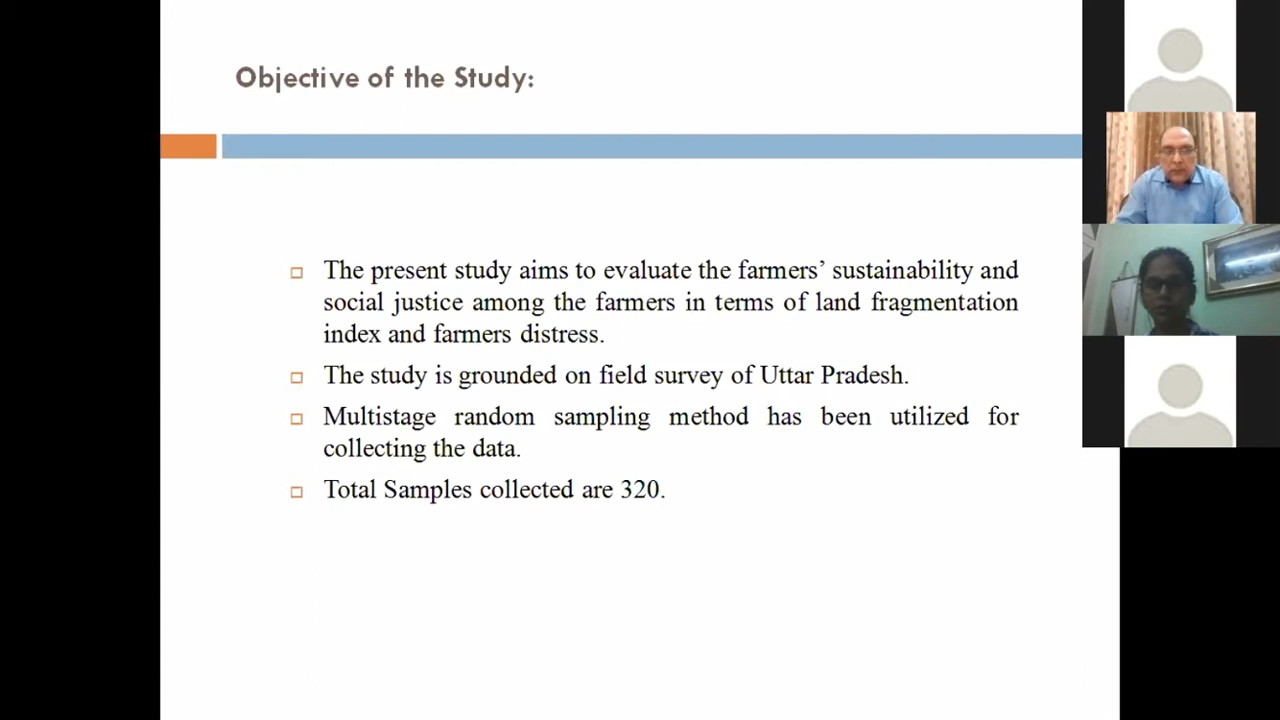 Objective of the Study:
The present study aims to evaluate the farmers’ sustainability and
social justice among the farmers in terms of land fragmentation
index and farmers distress.
The study is grounded on field survey of Uttar Pradesh.
Multistage random sampling method has been utilized for
collecting the data.
Total Samples collected are 320.